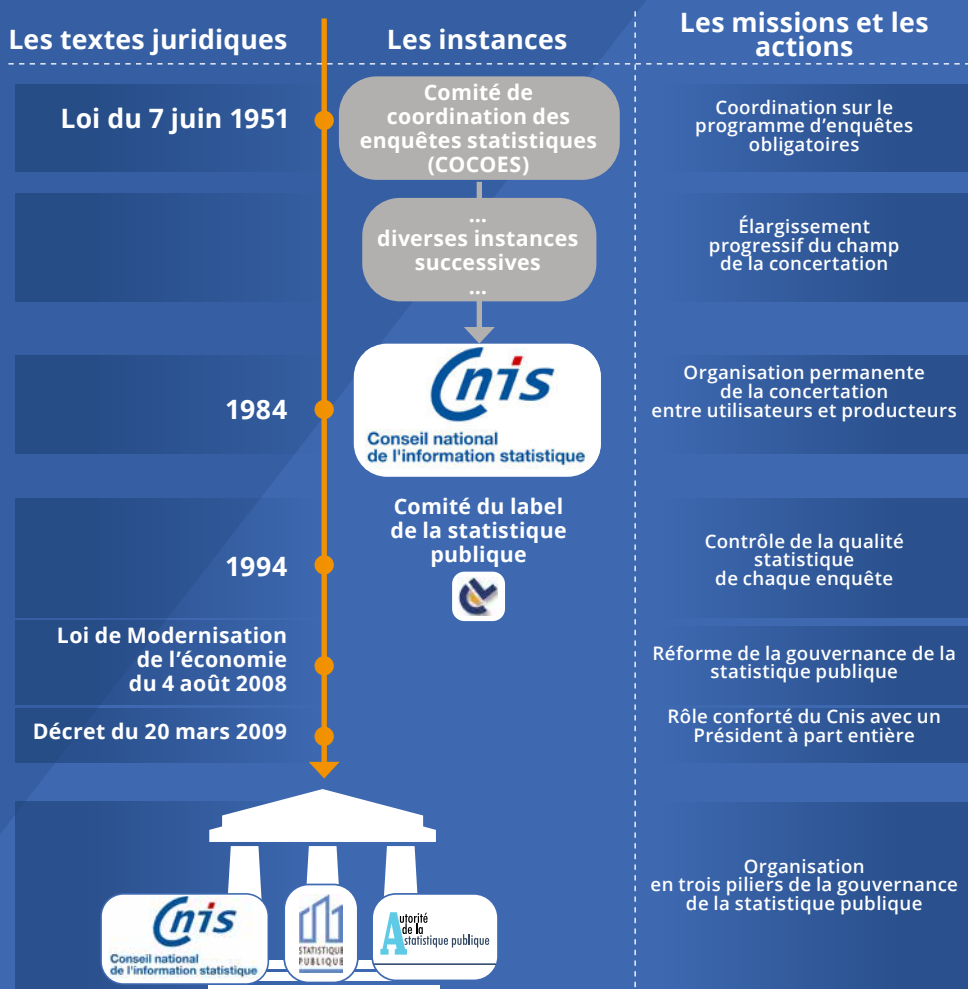 Les textes juridiques
Les instances
Les missions et les
actions
Loi du 7 juin 1951
Comité de
coordination des
enquêtes statistiques
(COCOES)
Coordination sur le
programme d'enquêtes
obligatoires
...
diverses instances
successives
...
Élargissement
progressif du champ
de la concertation
1984
Cnis
Conseil national
de l'information statistique
Organisation permanente
de la concertation
entre utilisateurs et producteurs
1994
Comité du label
de la statistique
publique
Contrôle de la qualité
statistique
de chaque enquête
Loi de Modernisation
de l'économie
du 4 août 2008
Réforme de la gouvernance de la
statistique publique
Décret du 20 mars 2009
Rôle conforté du Cnis avec un
Président à part entière
Cnis
Conseil national
de l'information statistique
STATISTIQUE
PUBLIQUE
Autorité
de la
statistique publique
Organisation
en trois piliers de la gouvernance
de la statistique publique